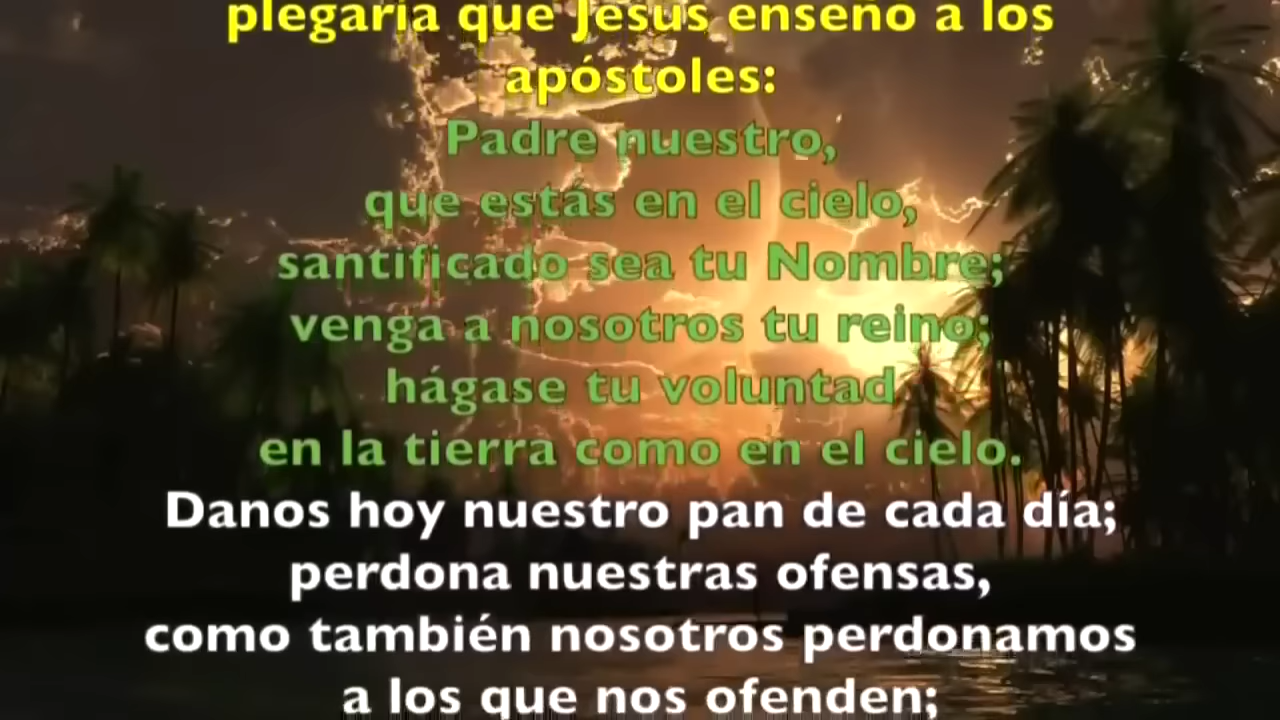 plegaria que Jesús enseñó a los
apóstoles:
Padre nuestro,
que estás en el cielo,
santificado sea tu Nombre;
venga a nosotros tu reino;
hágase tu voluntad
en la tierra como en el cielo.
Danos hoy nuestro pan de cada día;
perdona nuestras ofensas,
como también nosotros perdonamos
a los que nos ofenden;